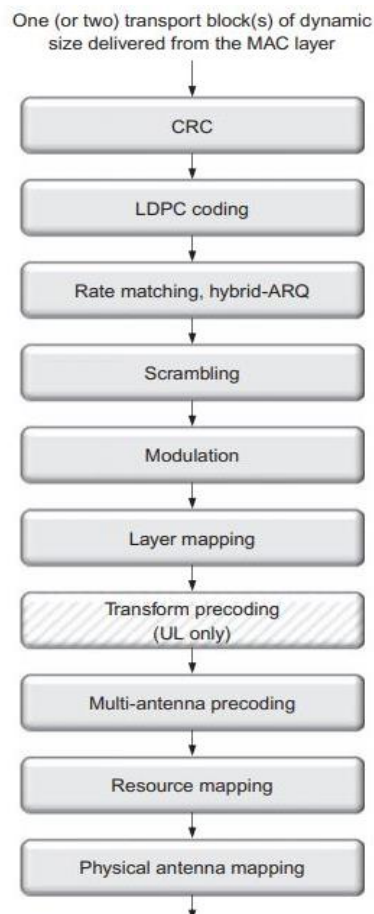 One (or two) transport block(s) of dynamic
size delivered from the MAC layer
CRC
LDPC coding
Rate matching, hybrid-ARQ
Scrambling
Modulation
Layer mapping
Transform precoding
(UL only)
Multi-antenna precoding
Resource mapping
Physical antenna mapping